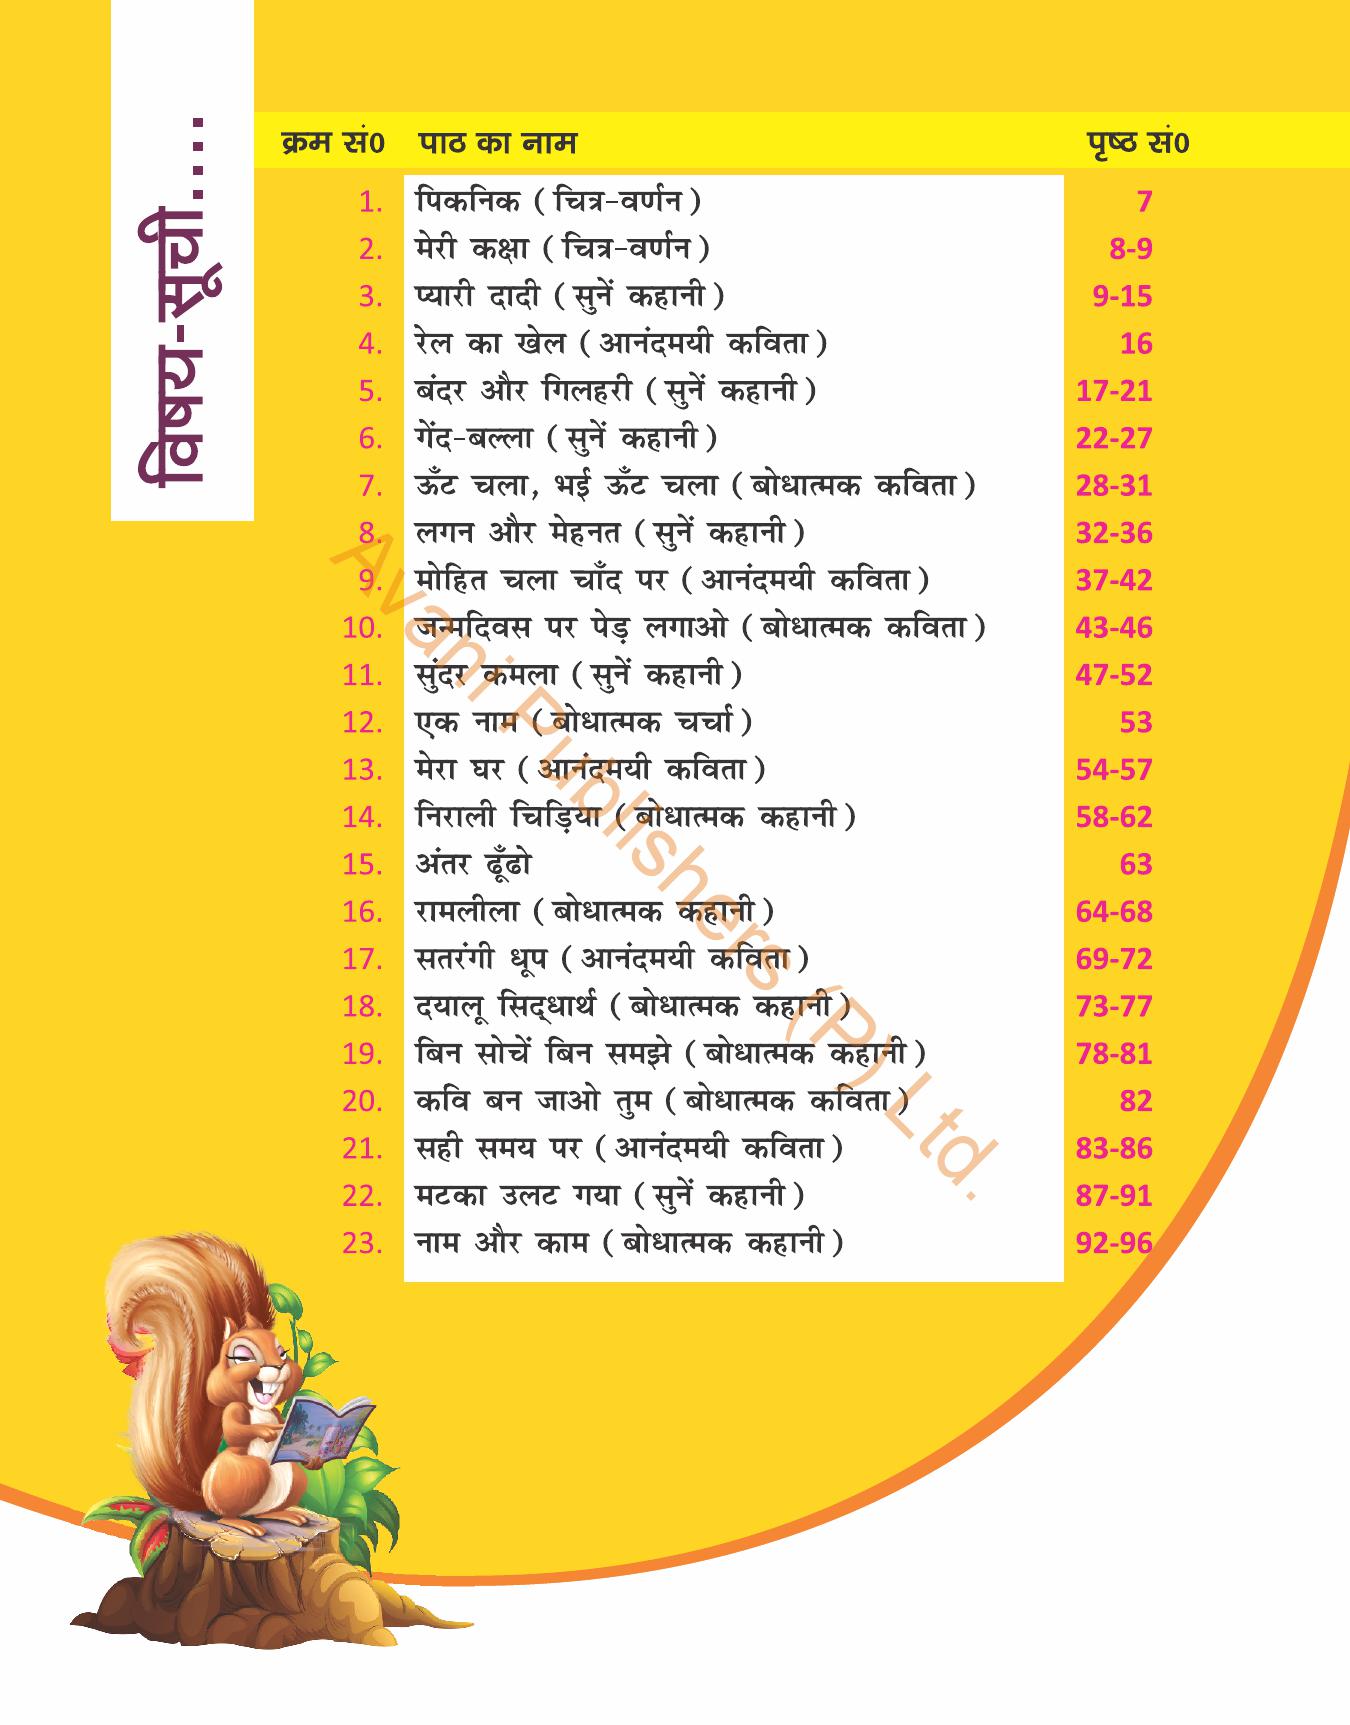 विषय-सूची....
क्रम सं0 पाठ का नाम पृष्ठ सं0
1. पिकनिक (चित्र-वर्णन) 7
2. मेरी कक्षा (चित्र-वर्णन) 8-9
3. प्यारी दादी (सुनें कहानी) 9-15
4. रेल का खेल (आनंदमयी कविता) 16
5. बंदर और गिलहरी (सुनें कहानी) 17-21
6. गेंद-बल्ला (सुनें कहानी) 22-27
7. ऊँट चला, भई ऊँट चला (बोधात्मक कविता) 28-31
8. लगन और मेहनत (सुनें कहानी) 32-36
9. मोहित चला चाँद पर (आनंदमयी कविता) 37-42
10. जन्मदिवस पर पेड़ लगाओ (बोधात्मक कविता) 43-46
11. सुंदर कमला (सुनें कहानी) 47-52
12. एक नाम (बोधात्मक चर्चा) 53
13. मेरा घर (आनंदमयी कविता) 54-57
14. निराली चिड़िया (बोधात्मक कहानी) 58-62
15. अंतर ढूँढो 63
16. रामलीला (बोधात्मक कहानी) 64-68
17. सतरंगी धूप (आनंदमयी कविता) 69-72
18. दयालू सिद्धार्थ (बोधात्मक कहानी) 73-77
19. बिन सोचें बिन समझे (बोधात्मक कहानी) 78-81
20. कवि बन जाओ तुम (बोधात्मक कविता) 82
21. सही समय पर (आनंदमयी कविता) 83-86
22. मटका उलट गया (सुनें कहानी) 87-91
23. नाम और काम (बोधात्मक कहानी) 92-96
Avani Publishers (P) Ltd.